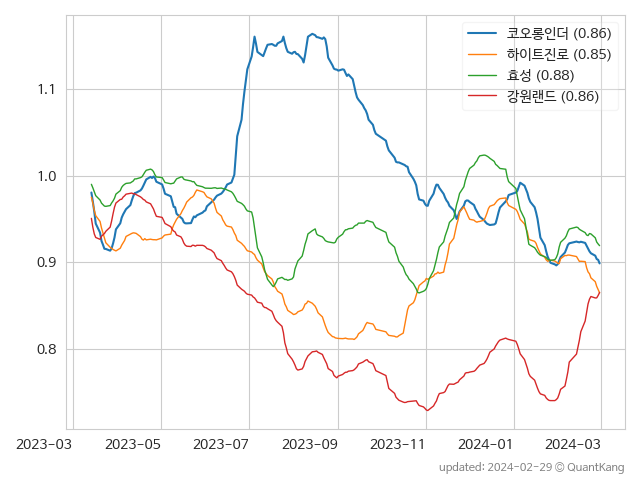 코오롱인더 (0.86)
하이트진로 (0.85)
효성 (0.88)
강원랜드 (0.86)
1.1
1.0
0.9
0.8
2023-03 2023-05 2023-07 2023-09 2023-11 2024-01 2024-03
updated: 2024-02-29 © QuantKang